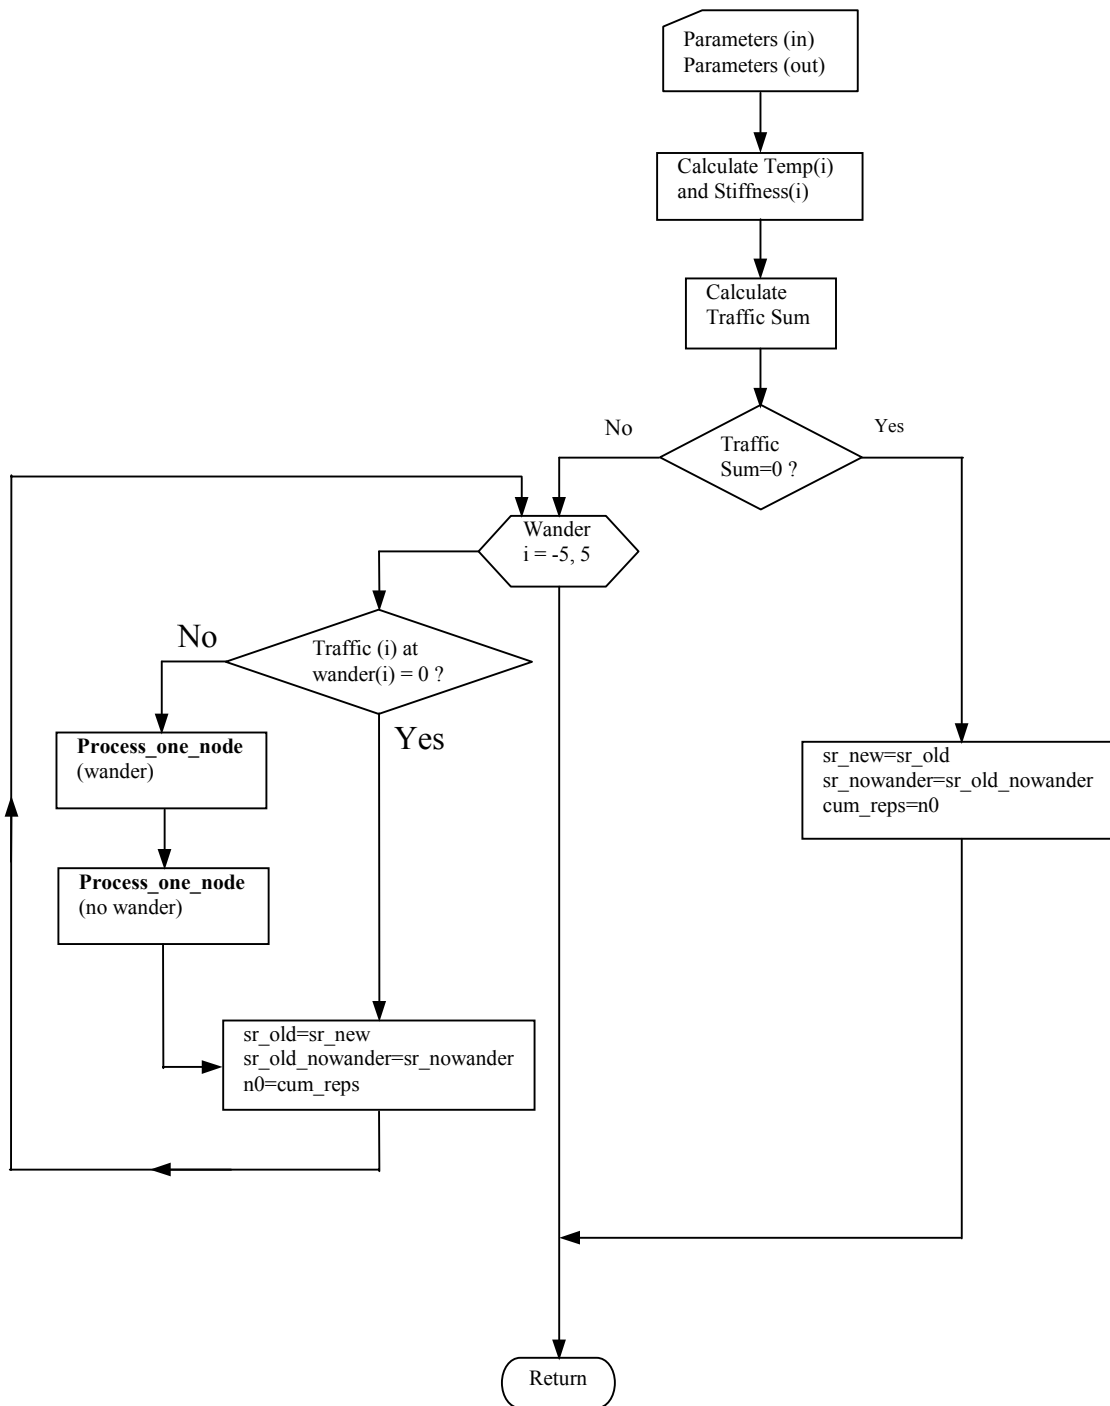 Parameters (in)
Parameters (out)
Calculate Temp(i)
and Stiffness(i)
Calculate
Traffic Sum
No
Yes
Traffic
Sum=0 ?
Wander
i = -5, 5
No
Traffic (i) at
wander(i) = 0 ?
Yes
Process_one_node
(wander)
sr_new=sr_old
sr_nowander=sr_old_nowander
cum_reps=n0
Process_one_node
(no wander)
sr_old=sr_new
sr_old_nowander=sr_nowander
n0=cum_reps
Return